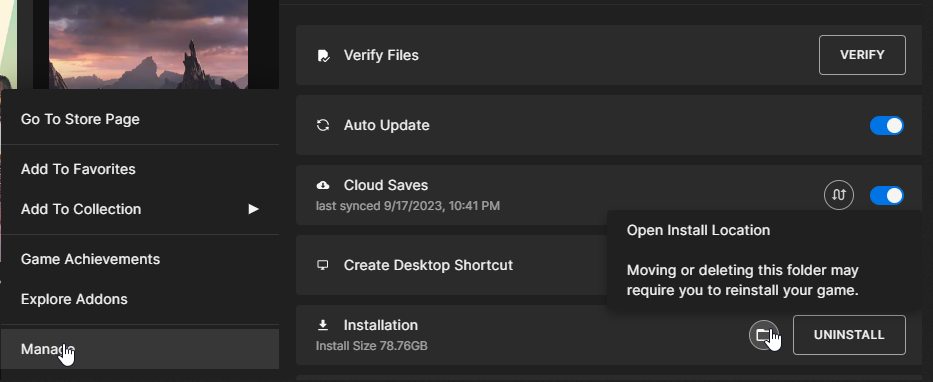 Go To Store Page
Add To Favorites
Add To Collection
Game Achievements
Explore Addons
Manage
Verify Files
VERIFY
Auto Update
Cloud Saves
last synced 9/17/2023, 10:41 PM
Create Desktop Shortcut
Open Install Location
Moving or deleting this folder may
require you to reinstall your game.
Installation
Install Size 78.76GB
UNINSTALL